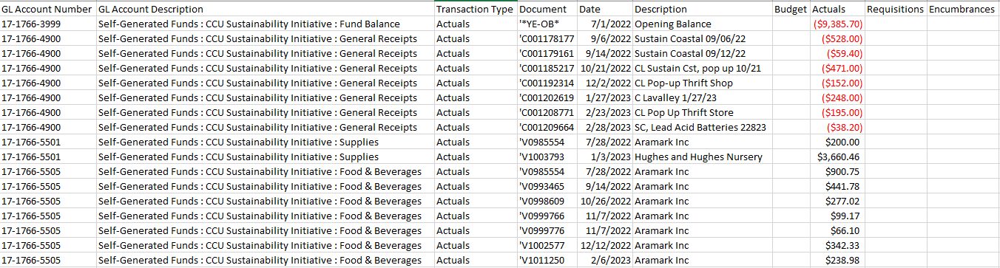 GL Account Number GL Account Description Transaction Type Document Date Description Budget Actuals Requisitions Encumbrances
17-1766-3999 Self-Generated Funds : CCU Sustainability Initiative : Fund Balance Actuals '*YE-OB* 7/1/2022 Opening Balance ($9,385.70)
17-1766-4900 Self-Generated Funds : CCU Sustainability Initiative : General Receipts Actuals 'C001178177 9/6/2022 Sustain Coastal 09/06/22 ($528.00)
17-1766-4900 Self-Generated Funds : CCU Sustainability Initiative : General Receipts Actuals 'C001179161 9/14/2022 Sustain Coastal 09/12/22 ($59.40)
17-1766-4900 Self-Generated Funds : CCU Sustainability Initiative : General Receipts Actuals 'C001185217 10/21/2022 CL Sustain Cst, pop up 10/21 ($471.00)
17-1766-4900 Self-Generated Funds : CCU Sustainability Initiative : General Receipts Actuals 'C001192314 12/2/2022 CL Pop-up Thrift Shop ($152.00)
17-1766-4900 Self-Generated Funds : CCU Sustainability Initiative : General Receipts Actuals 'C001202619 1/27/2023 C Lavalley 1/27/23 ($248.00)
17-1766-4900 Self-Generated Funds : CCU Sustainability Initiative : General Receipts Actuals 'C001208771 2/23/2023 CL Pop Up Thrift Store ($195.00)
17-1766-4900 Self-Generated Funds : CCU Sustainability Initiative : General Receipts Actuals 'C001209664 2/28/2023 SC, Lead Acid Batteries 22823 ($38.20)
17-1766-5501 Self-Generated Funds : CCU Sustainability Initiative : Supplies Actuals 'V0985554 7/28/2022 Aramark Inc $200.00
17-1766-5501 Self-Generated Funds : CCU Sustainability Initiative : Supplies Actuals 'V1003793 1/3/2023 Hughes and Hughes Nursery $3,660.46
17-1766-5505 Self-Generated Funds : CCU Sustainability Initiative : Food & Beverages Actuals 'V0985554 7/28/2022 Aramark Inc $900.75
17-1766-5505 Self-Generated Funds : CCU Sustainability Initiative : Food & Beverages Actuals 'V0993465 9/14/2022 Aramark Inc $441.78
17-1766-5505 Self-Generated Funds : CCU Sustainability Initiative : Food & Beverages Actuals 'V0998609 10/26/2022 Aramark Inc $277.02
17-1766-5505 Self-Generated Funds : CCU Sustainability Initiative : Food & Beverages Actuals 'V0999766 11/7/2022 Aramark Inc $99.17
17-1766-5505 Self-Generated Funds : CCU Sustainability Initiative : Food & Beverages Actuals 'V0999776 11/7/2022 Aramark Inc $66.10
17-1766-5505 Self-Generated Funds : CCU Sustainability Initiative : Food & Beverages Actuals 'V1002577 12/12/2022 Aramark Inc $342.33
17-1766-5505 Self-Generated Funds : CCU Sustainability Initiative : Food & Beverages Actuals 'V1011250 2/6/2023 Aramark Inc $238.98